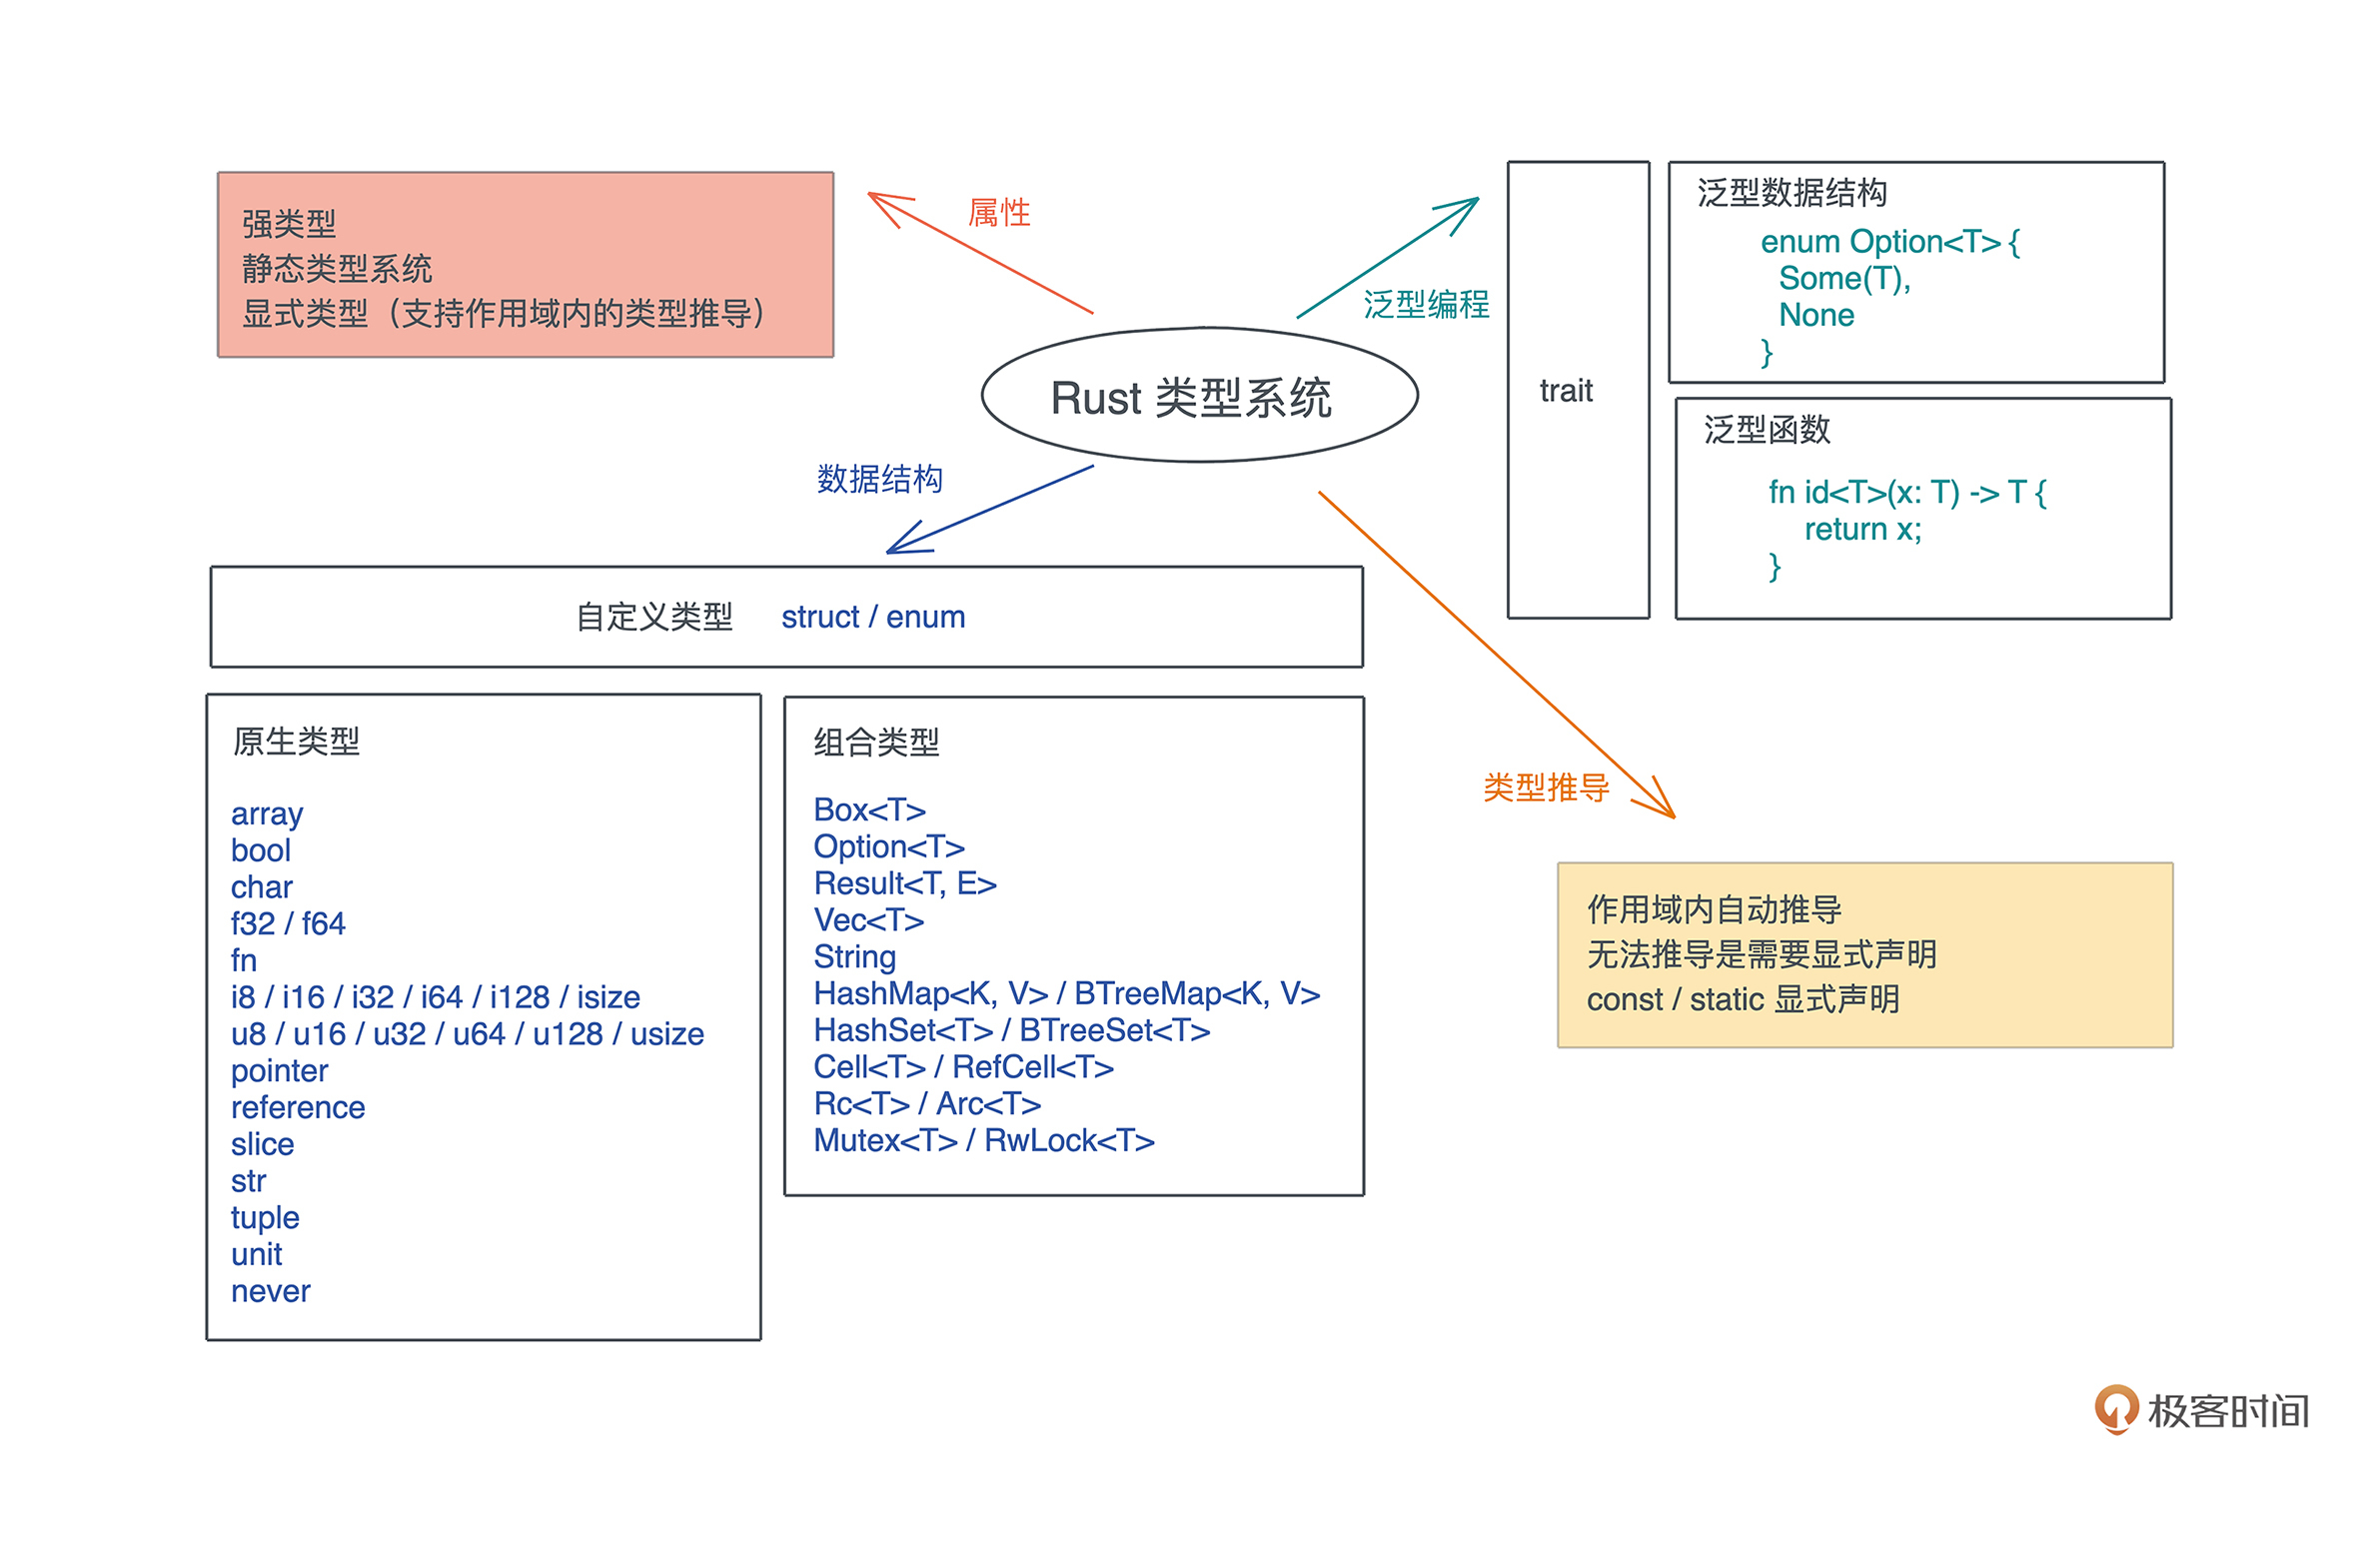 强类型
静态类型系统
显式类型（支持作用域内的类型推导）
属性
泛型编程
trait
泛型数据结构
enum Option<T> {
Some(T),
None
}
泛型函数
fn id<T>(x: T) -> T {
return x;
}
Rust 类型系统
数据结构
自定义类型 struct / enum
原生类型
array
bool
char
f32 / f64
fn
i8 / i16 / i32 / i64 / i128 / isize
u8 / u16 / u32 / u64 / u128 / usize
pointer
reference
slice
str
tuple
unit
never
组合类型
Box<T>
Option<T>
Result<T, E>
Vec<T>
String
HashMap<K, V> / BTreeMap<K, V>
HashSet<T> / BTreeSet<T>
Cell<T> / RefCell<T>
Rc<T> / Arc<T>
Mutex<T> / RwLock<T>
类型推导
作用域内自动推导
无法推导是需要显式声明
const / static 显式声明
极客时间